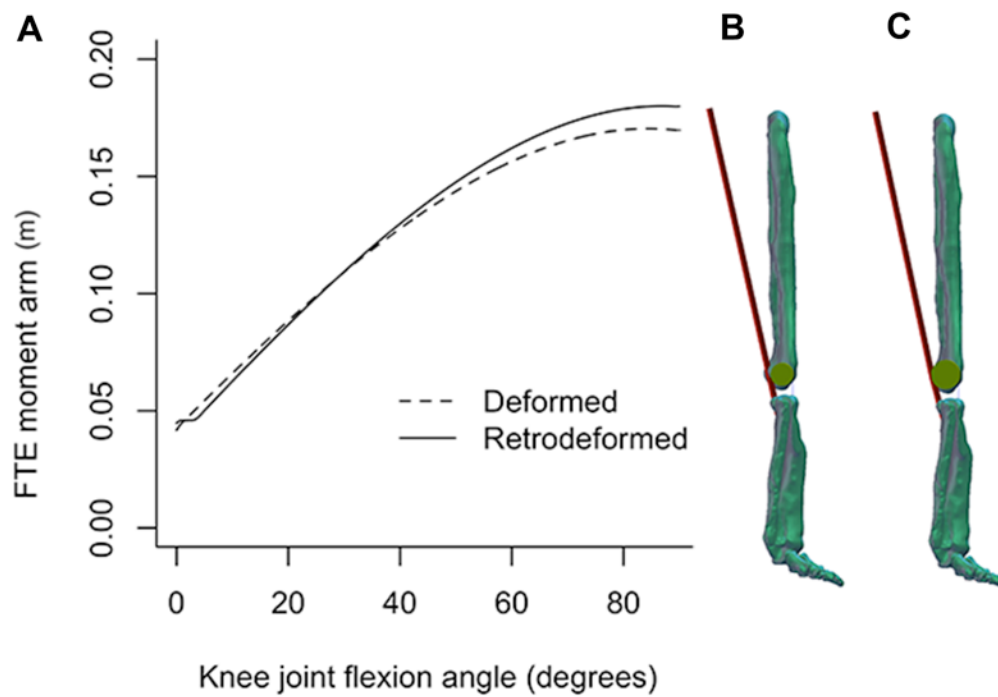 A
B
C
FTE moment arm (m)
0.20
0.15
0.10
0.05
0.00
Deformed
Retrodeformed
0 20 40 60 80
Knee joint flexion angle (degrees)